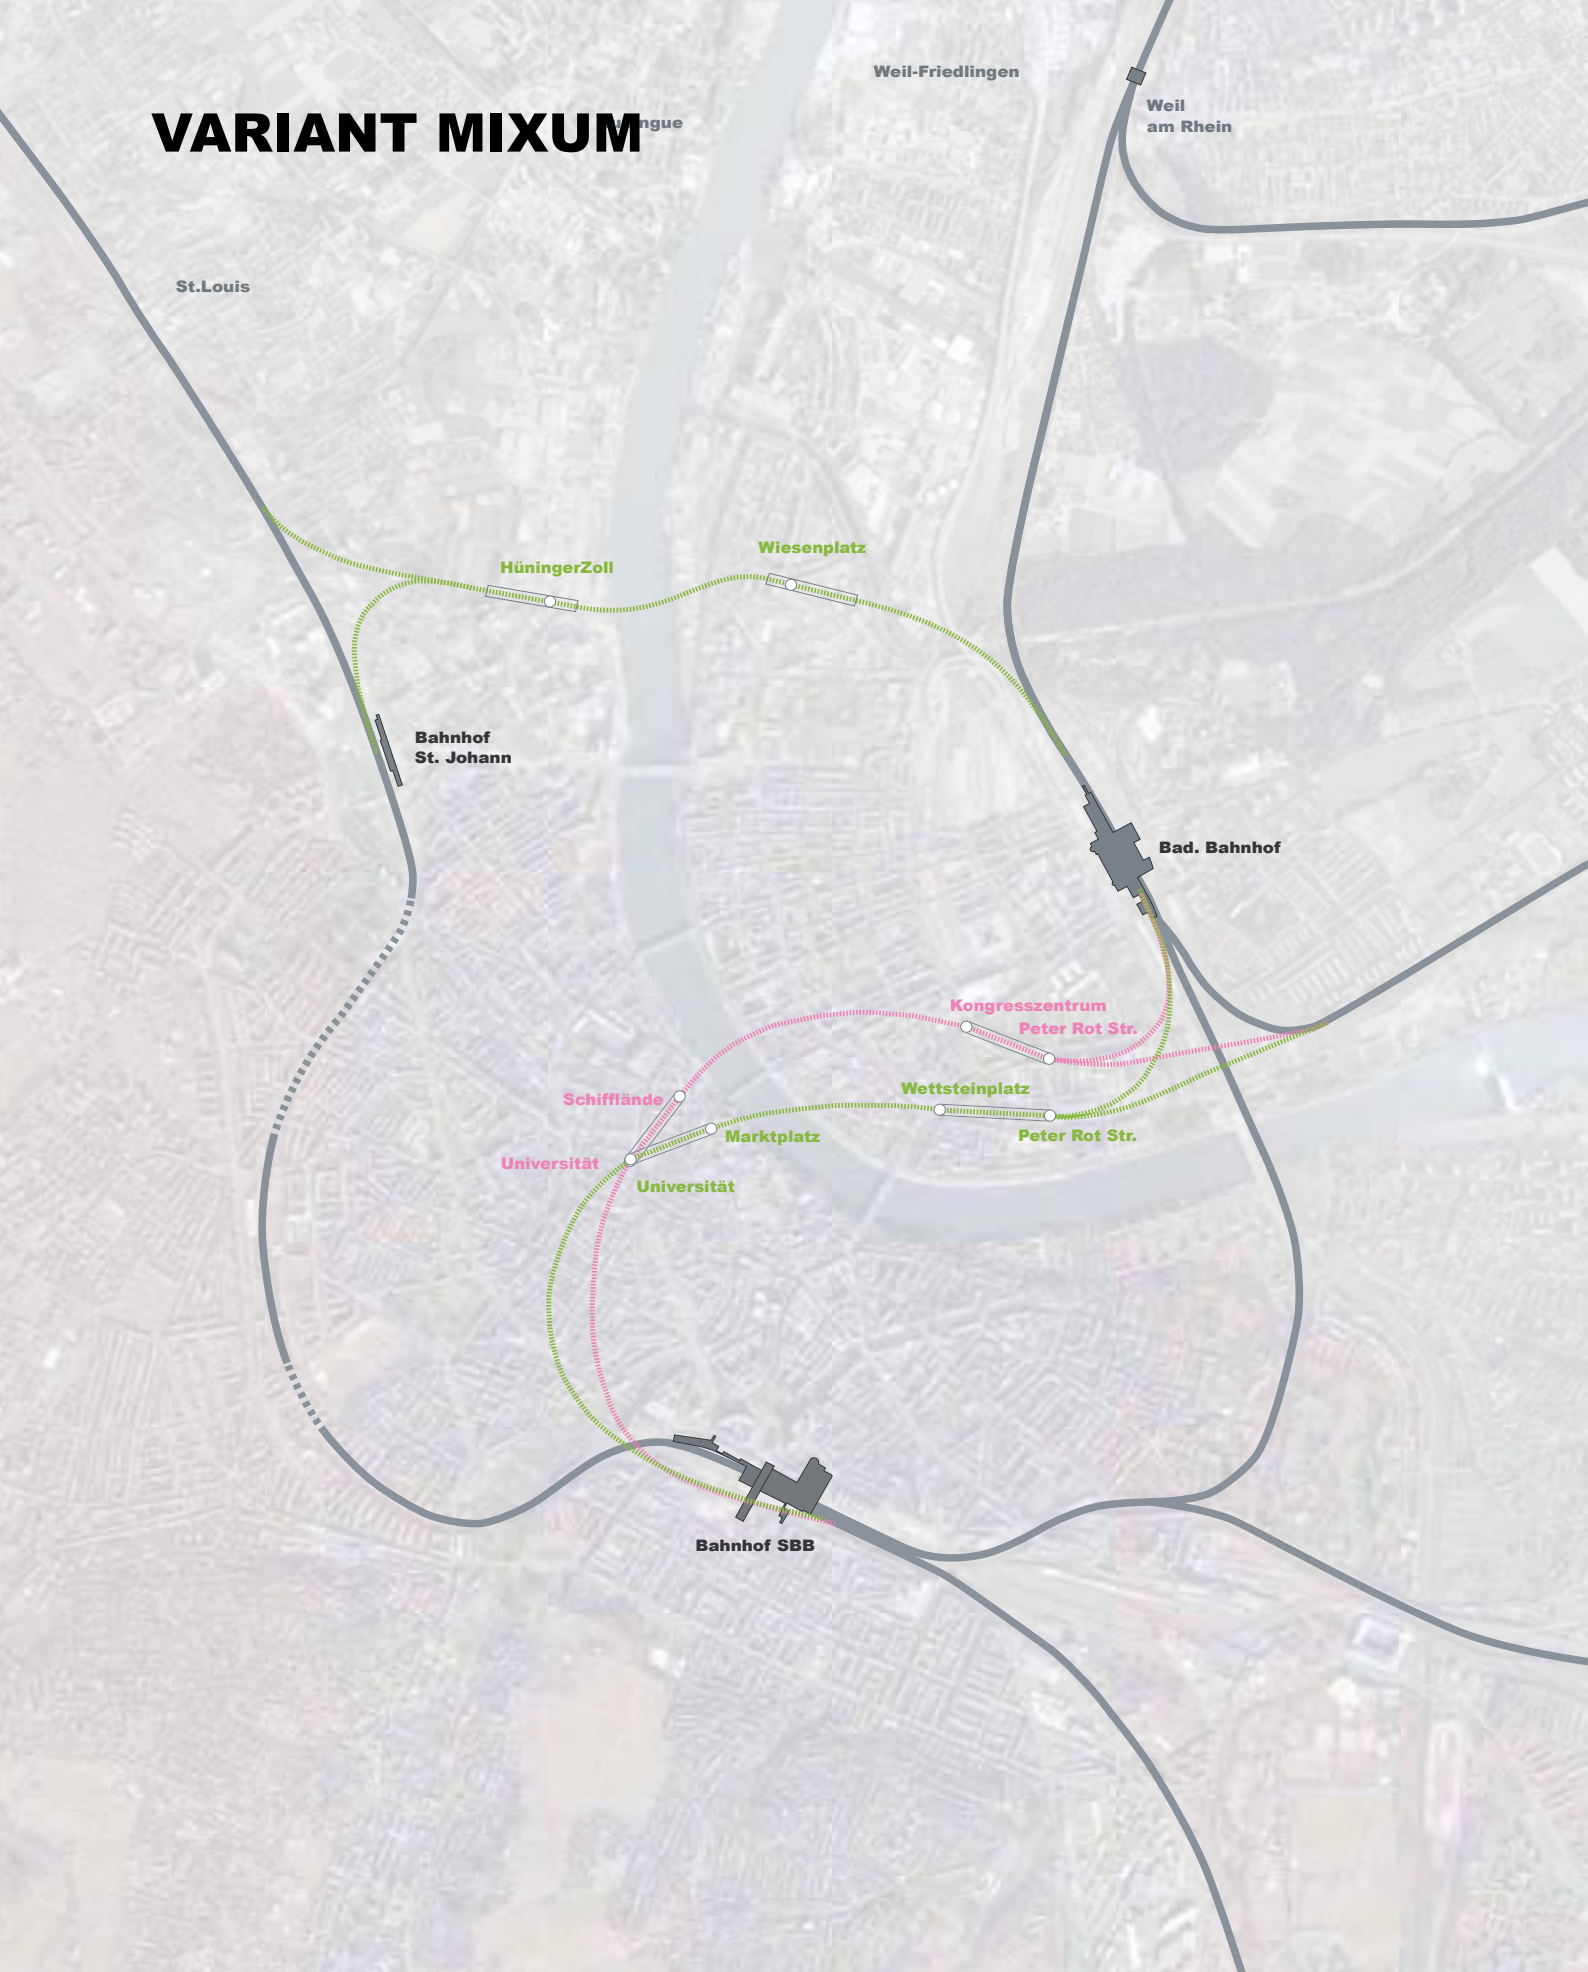 Weil-Friedlingen
Weil
am Rhein
VARIANT MIXUM
ngue
St.Louis
Wiesenplatz
HüningerZoll
Bahnhof
St. Johann
Bad. Bahnhof
Kongresszentrum
Peter Rot Str.
Wettsteinplatz
Schifflände
Marktplatz
Peter Rot Str.
Universität
Universität
Bahnhof SBB